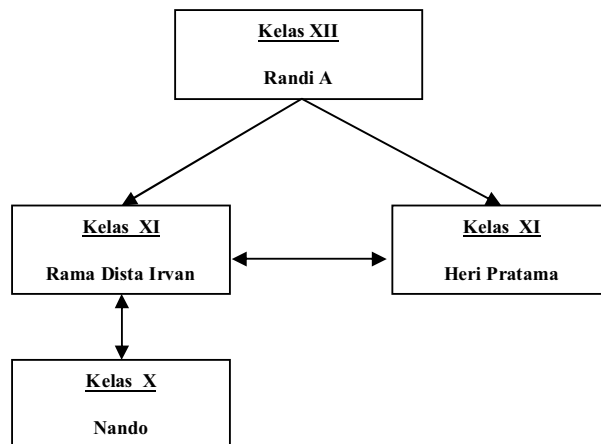 Kelas XII
Randi A
Kelas XI
Rama Dista Irvan
Kelas XI
Heri Pratama
Kelas X
Nando